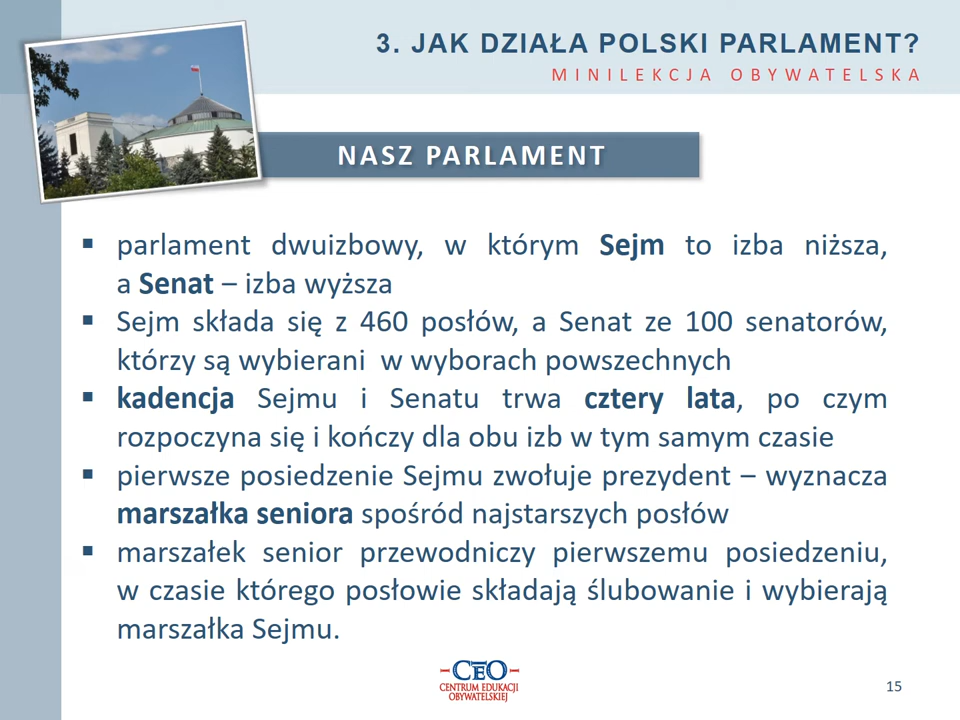 3. JAK DZIAŁA POLSKI PARLAMENT?
MINILEKCJA OBYWATELSKA
NASZ PARLAMENT
▪ parlament dwuizbowy, w którym Sejm to izba niższa,
a Senat – izba wyższa
▪ Sejm składa się z 460 posłów, a Senat ze 100 senatorów,
którzy są wybierani w wyborach powszechnych
▪ kadencja Sejmu i Senatu trwa cztery lata, po czym
rozpoczyna się i kończy dla obu izb w tym samym czasie
▪ pierwsze posiedzenie Sejmu zwołuje prezydent – wyznacza
marszałka seniora spośród najstarszych posłów
▪ marszałek senior przewodniczy pierwszemu posiedzeniu,
w czasie którego posłowie składają ślubowanie i wybierają
marszałka Sejmu.
CEO
CENTRUM EDUKACJI
OBYWATELSKIEJ
15